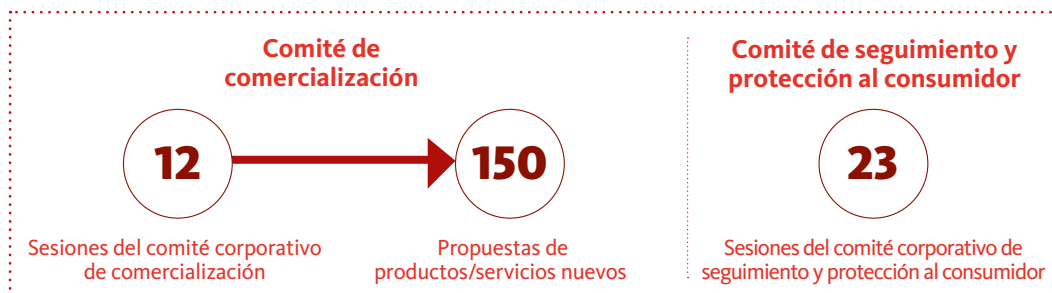 Comité de
comercialización
12
150
Sesiones del comité corporativo
de comercialización
Propuestas de
productos/servicios nuevos
Comité de seguimiento y
protección al consumidor
23
Sesiones del comité corporativo de
seguimiento y protección al consumidor